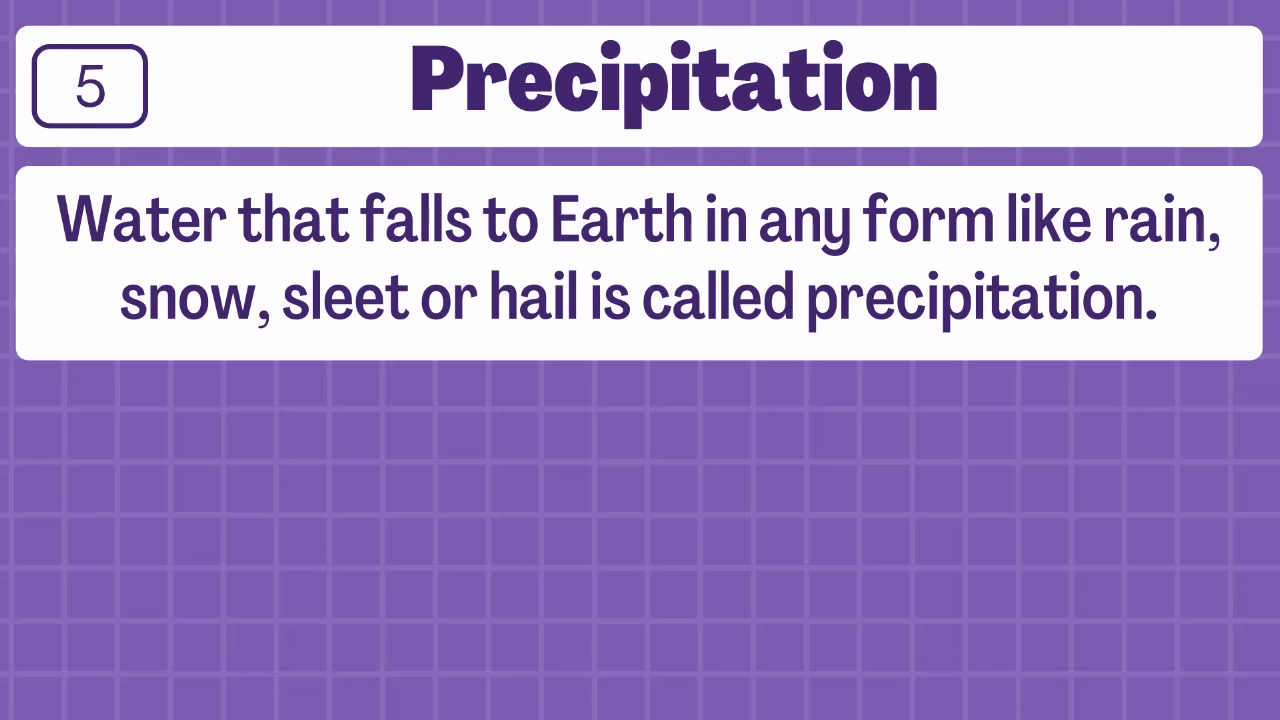 5
Precipitation
Water that falls to Earth in any form like rain,
snow, sleet or hail is called precipitation.